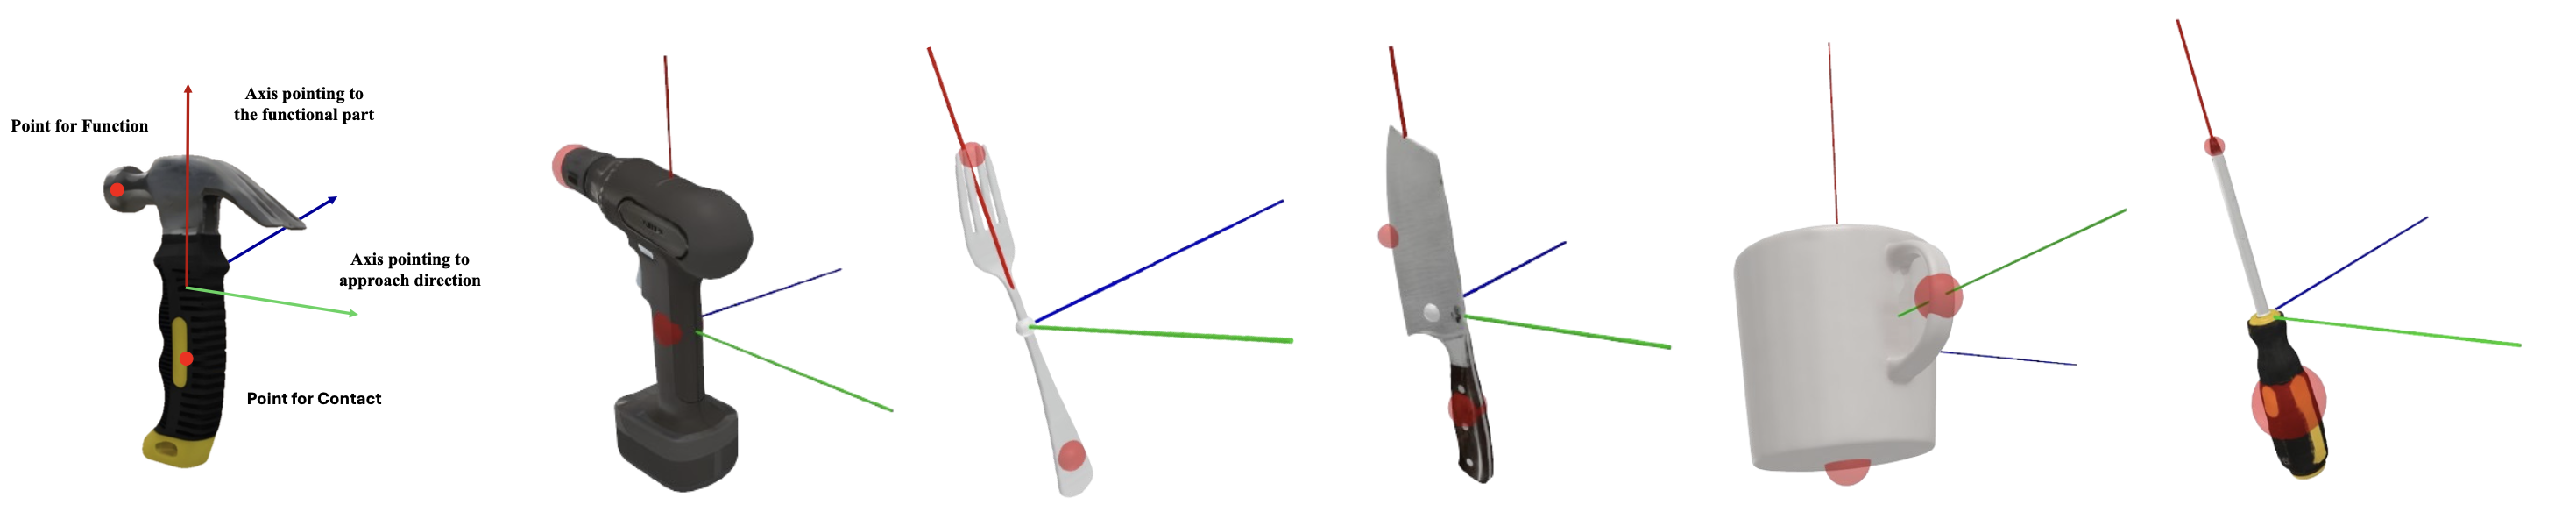 Axis pointing to
the functional part
Point for Function
Axis pointing to
approach direction
Point for Contact